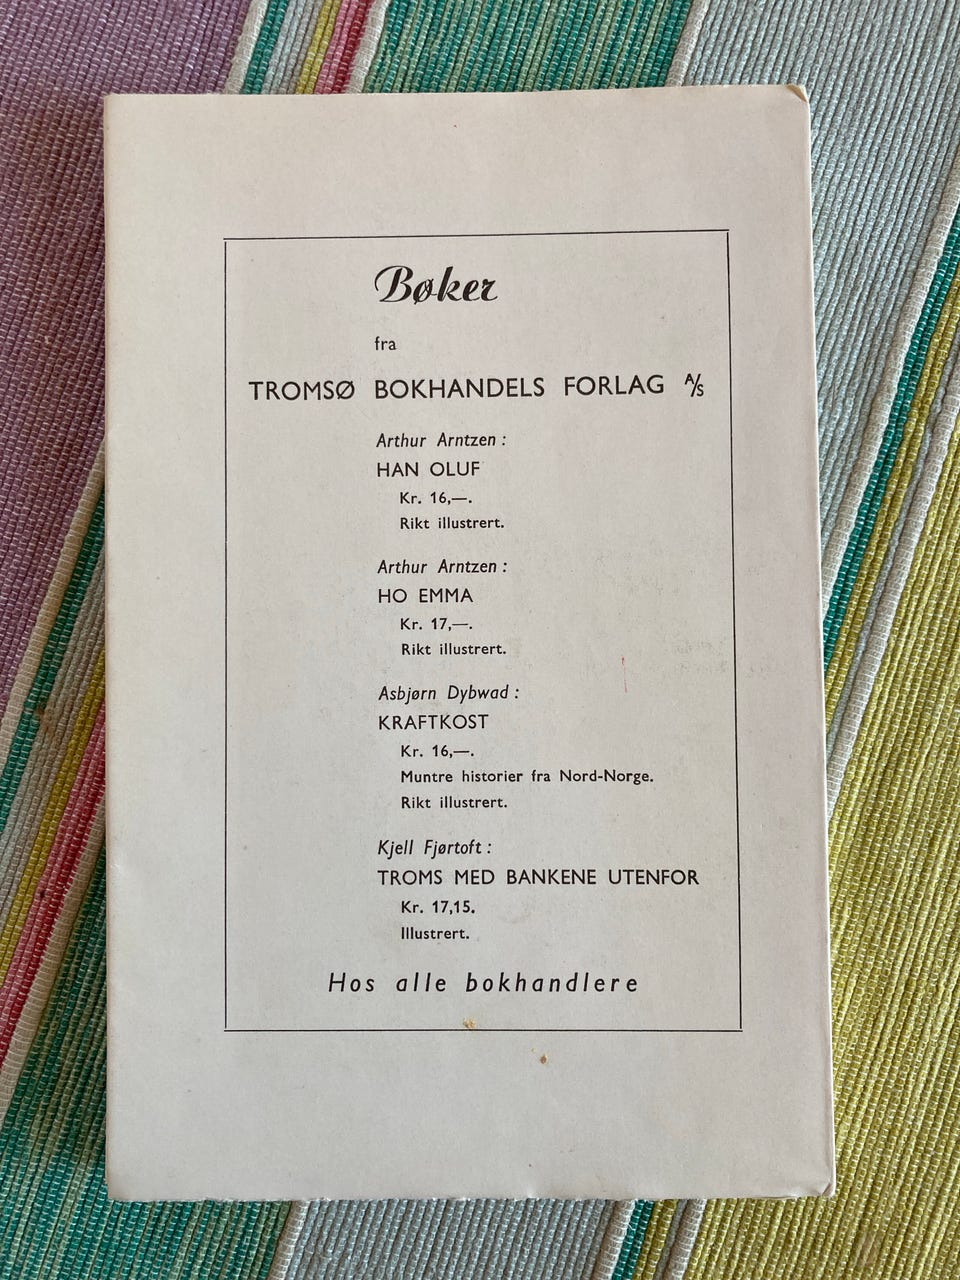 Bøker
fra
TROMSØ BOKHANDELS FORLAG A/S
Arthur Arntzen :
HAN OLUF
Kr. 16,—.
Rikt illustrert.
Arthur Arntzen :
HO EMMA
Kr. 17,—.
Rikt illustrert.
Asbjørn Dybwad :
KRAFTKOST
Kr. 16,—.
Muntre historier fra Nord-Norge.
Rikt illustrert.
Kjell Fjørtoft :
TROMS MED BANKENE UTENFOR
Kr. 17,15.
Illustrert.
Hos alle bokhandlere